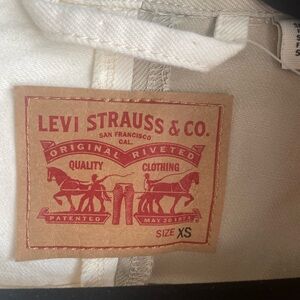 LEVI STRAUSS & CO.
SAN FRANCISCO
CAL.
ORIGINAL RIVETED
QUALITY CLOTHING
PATENTED MAY 20 1873
SIZE XS